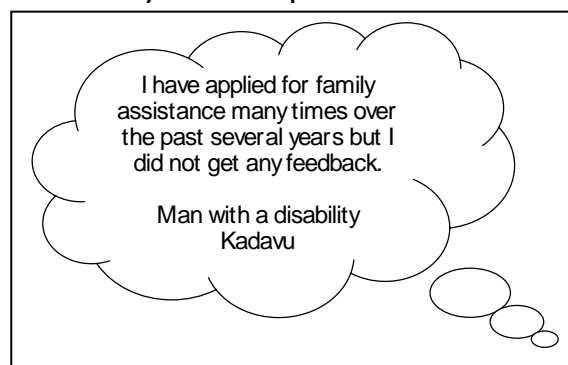 I have applied for family
assistance many times over
the past several years but I
did not get any feedback.
Man with a disability
Kadavu